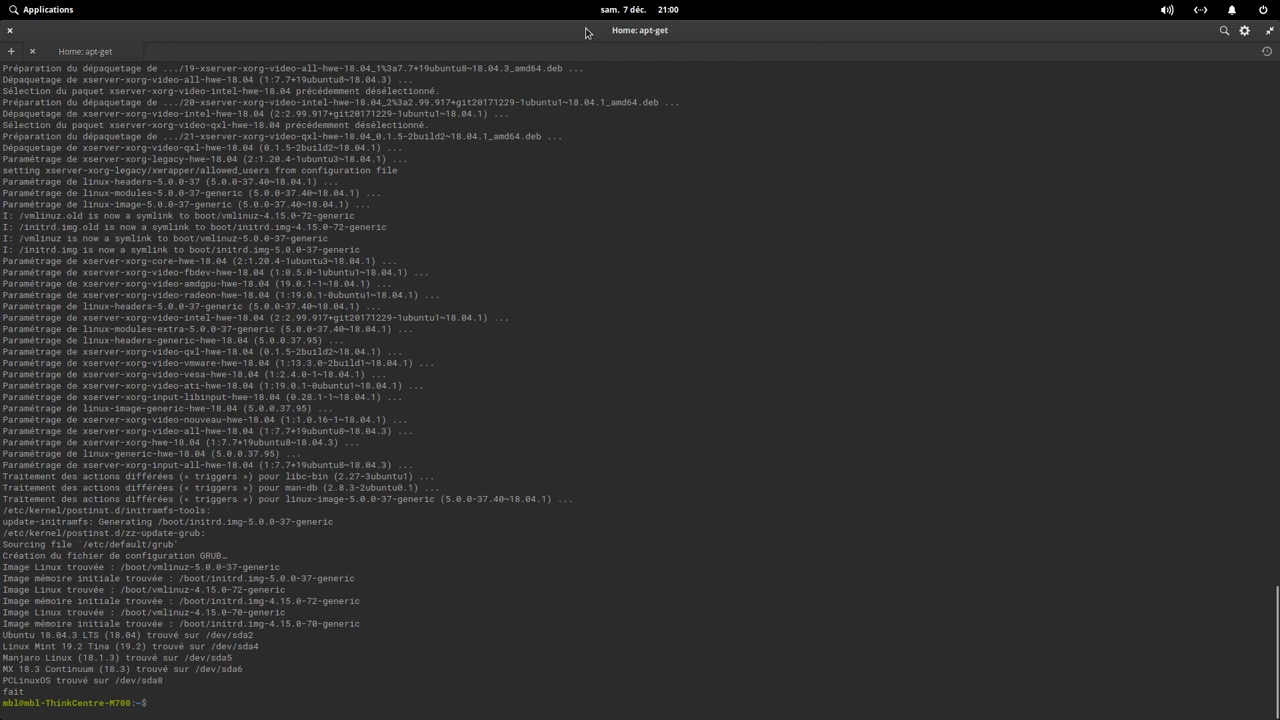 Applications
sam. 7 déc. 21:00
Home: apt-get
Home: apt-get
Préparation du dépaquetage de .../19-xserver-xorg-video-all-hwe-18.04_1%3a7.7+19ubuntu8~18.04.3_amd64.deb ...
Dépaquetage de xserver-xorg-video-all-hwe-18.04 (1:7.7+19ubuntu8~18.04.3) ...
Sélection du paquet xserver-xorg-video-intel-hwe-18.04 précédemment désélectionné.
Préparation du dépaquetage de .../20-xserver-xorg-video-intel-hwe-18.04_2%3a2.99.917+git20171229-1ubuntu1~18.04.1_amd64.deb ...
Dépaquetage de xserver-xorg-video-intel-hwe-18.04 (2:2.99.917+git20171229-1ubuntu1~18.04.1) ...
Sélection du paquet xserver-xorg-video-qxl-hwe-18.04 précédemment désélectionné.
Préparation du dépaquetage de .../21-xserver-xorg-video-qxl-hwe-18.04_0.1.5-2build2~18.04.1_amd64.deb ...
Dépaquetage de xserver-xorg-video-qxl-hwe-18.04 (0.1.5-2build2~18.04.1) ...
Paramétrage de xserver-xorg-legacy-hwe-18.04 (2:1.20.4-1ubuntu3~18.04.1) ...
setting xserver-xorg-legacy/xwrapper/allowed_users from configuration file
Paramétrage de linux-headers-5.0.0-37 (5.0.0-37.40~18.04.1) ...
Paramétrage de linux-modules-5.0.0-37-generic (5.0.0-37.40~18.04.1) ...
Paramétrage de linux-image-5.0.0-37-generic (5.0.0-37.40~18.04.1) ...
I: /vmlinuz.old is now a symlink to boot/vmlinuz-4.15.0-72-generic
I: /initrd.img.old is now a symlink to boot/initrd.img-4.15.0-72-generic
I: /vmlinuz is now a symlink to boot/vmlinuz-5.0.0-37-generic
I: /initrd.img is now a symlink to boot/initrd.img-5.0.0-37-generic
Paramétrage de xserver-xorg-core-hwe-18.04 (2:1.20.4-1ubuntu3~18.04.1) ...
Paramétrage de xserver-xorg-video-fbdev-hwe-18.04 (1:0.5.0-1ubuntu1~18.04.1) ...
Paramétrage de xserver-xorg-video-amdgpu-hwe-18.04 (19.0.1-1~18.04.1) ...
Paramétrage de xserver-xorg-video-radeon-hwe-18.04 (1:19.0.1-0ubuntu1~18.04.1) ...
Paramétrage de linux-headers-5.0.0-37-generic (5.0.0-37.40~18.04.1) ...
Paramétrage de xserver-xorg-video-intel-hwe-18.04 (2:2.99.917+git20171229-1ubuntu1~18.04.1) ...
Paramétrage de linux-modules-extra-5.0.0-37-generic (5.0.0-37.40~18.04.1) ...
Paramétrage de linux-headers-generic-hwe-18.04 (5.0.0.37.95) ...
Paramétrage de xserver-xorg-video-qxl-hwe-18.04 (0.1.5-2build2~18.04.1) ...
Paramétrage de xserver-xorg-video-vmware-hwe-18.04 (1:13.3.0-2build1~18.04.1) ...
Paramétrage de xserver-xorg-video-vesa-hwe-18.04 (1:2.4.0-1~18.04.1) ...
Paramétrage de xserver-xorg-video-ati-hwe-18.04 (1:19.0.1-0ubuntu1~18.04.1) ...
Paramétrage de xserver-xorg-input-libinput-hwe-18.04 (0.28.1-1~18.04.1) ...
Paramétrage de linux-image-generic-hwe-18.04 (5.0.0.37.95) ...
Paramétrage de xserver-xorg-video-nouveau-hwe-18.04 (1:1.0.16-1~18.04.1) ...
Paramétrage de xserver-xorg-video-all-hwe-18.04 (1:7.7+19ubuntu8~18.04.3) ...
Paramétrage de xserver-xorg-hwe-18.04 (1:7.7+19ubuntu8~18.04.3) ...
Paramétrage de linux-generic-hwe-18.04 (5.0.0.37.95) ...
Paramétrage de xserver-xorg-input-all-hwe-18.04 (1:7.7+19ubuntu8~18.04.3) ...
Traitement des actions différées (« triggers ») pour libc-bin (2.27-3ubuntu1) ...
Traitement des actions différées (« triggers ») pour man-db (2.8.3-2ubuntu0.1) ...
Traitement des actions différées (« triggers ») pour linux-image-5.0.0-37-generic (5.0.0-37.40~18.04.1) ...
/etc/kernel/postinst.d/initramfs-tools:
update-initramfs: Generating /boot/initrd.img-5.0.0-37-generic
/etc/kernel/postinst.d/zz-update-grub:
Sourcing file `/etc/default/grub'
Création du fichier de configuration GRUB…
Image Linux trouvée : /boot/vmlinuz-5.0.0-37-generic
Image mémoire initiale trouvée : /boot/initrd.img-5.0.0-37-generic
Image Linux trouvée : /boot/vmlinuz-4.15.0-72-generic
Image mémoire initiale trouvée : /boot/initrd.img-4.15.0-72-generic
Image Linux trouvée : /boot/vmlinuz-4.15.0-70-generic
Image mémoire initiale trouvée : /boot/initrd.img-4.15.0-70-generic
Ubuntu 18.04.3 LTS (18.04) trouvé sur /dev/sda2
Linux Mint 19.2 Tina (19.2) trouvé sur /dev/sda4
Manjaro Linux (18.1.3) trouvé sur /dev/sda5
MX 18.3 Continuum (18.3) trouvé sur /dev/sda6
PCLinuxOS trouvé sur /dev/sda8
fait
mbl@mbl-ThinkCentre-M700:~$